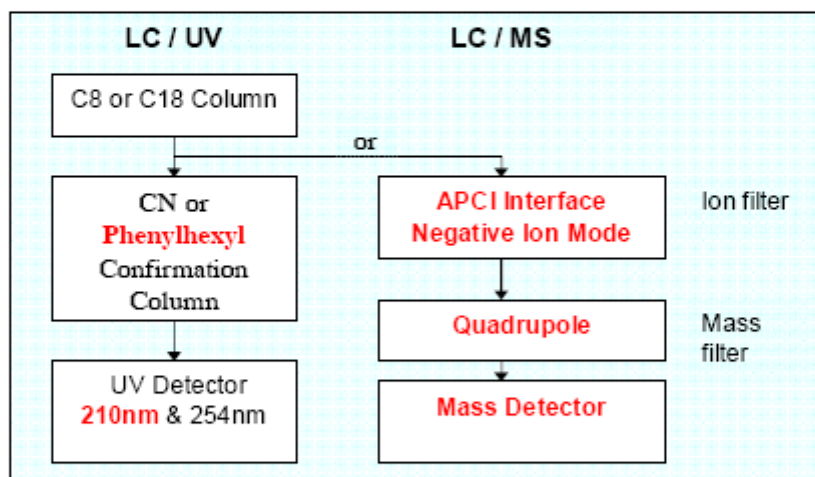 LC / UV
LC / MS
C8 or C18 Column
or
CN or
Phenylhexyl
Confirmation
Column
APCI Interface
Negative Ion Mode
Ion filter
Quadrupole
Mass
filter
UV Detector
210nm & 254nm
Mass Detector